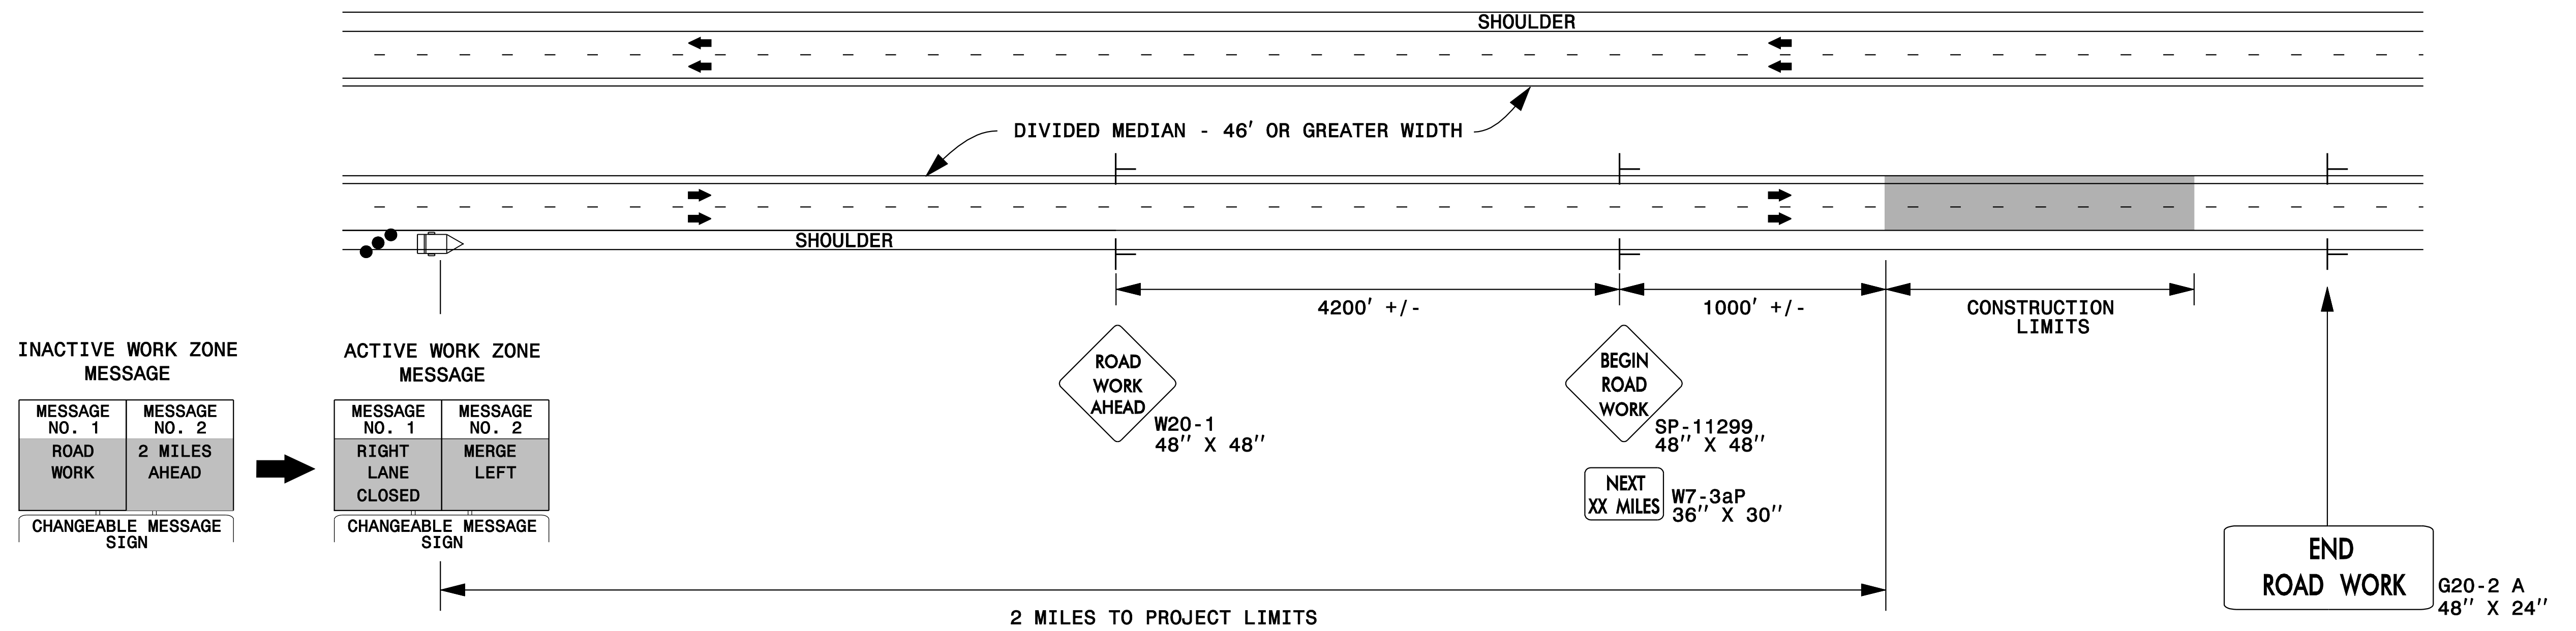 SHOULDER
DIVIDED MEDIAN - 46' OR GREATER WIDTH
SHOULDER
4200' +/-
1000' +/-
CONSTRUCTION
LIMITS
INACTIVE WORK ZONE
MESSAGE
MESSAGE
NO. 1
MESSAGE
NO. 2
ROAD
WORK
2 MILES
AHEAD
CHANGEABLE MESSAGE
SIGN
ACTIVE WORK ZONE
MESSAGE
MESSAGE
NO. 1
MESSAGE
NO. 2
RIGHT
LANE
CLOSED
MERGE
LEFT
CHANGEABLE MESSAGE
SIGN
ROAD
WORK
AHEAD
W20-1
48" X 48"
BEGIN
ROAD
WORK
SP-11299
48" X 48"
NEXT
XX MILES
W7-3aP
36" X 30"
END
ROAD WORK
G20-2 A
48" X 24"
2 MILES TO PROJECT LIMITS